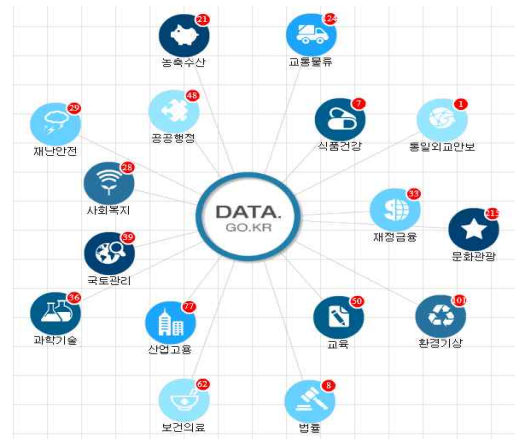 21
농축수산
124
교통물류
29
재난안전
48
공공행정
7
식품건강
1
통일외교안보
28
사회복지
DATA.
GO.KR
33
재정금융
213
문화관광
39
국토관리
36
과학기술
77
산업고용
50
교육
101
환경기상
62
보건의료
8
법률